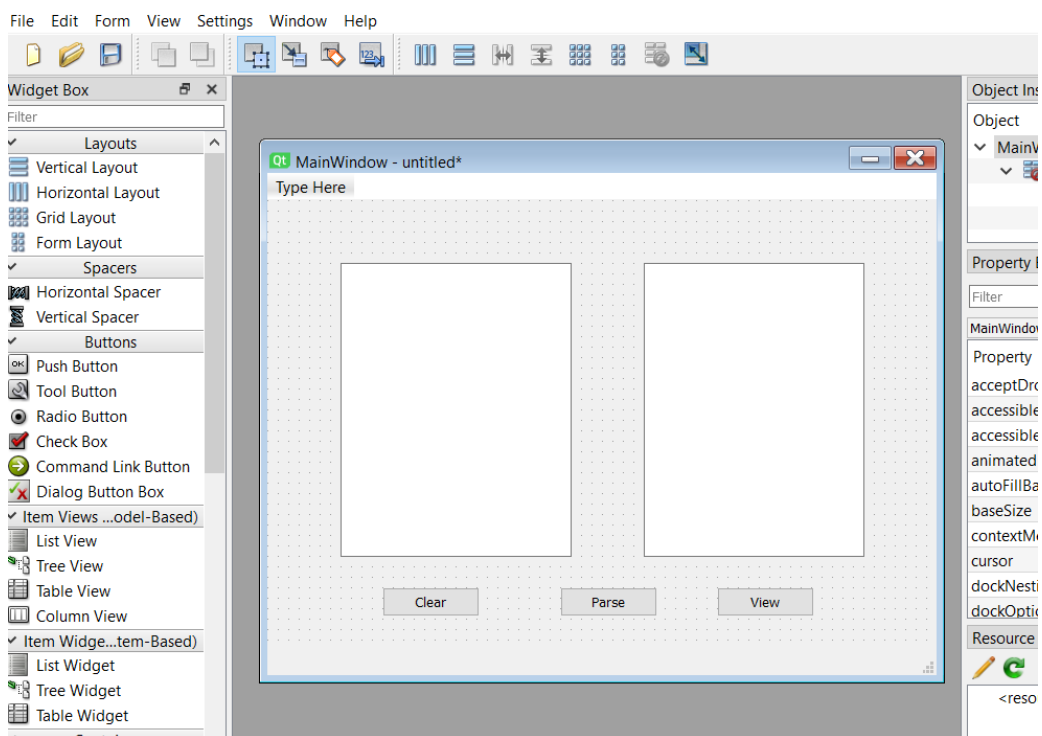 File Edit Form View Settings Window Help
Widget Box
Filter
Layouts
Vertical Layout
Horizontal Layout
Grid Layout
Form Layout
Spacers
Horizontal Spacer
Vertical Spacer
Buttons
OK
Push Button
Tool Button
Radio Button
Check Box
Command Link Button
Dialog Button Box
Item Views ...odel-Based)
List View
Tree View
Table View
Column View
Item Widge...tem-Based)
List Widget
Tree Widget
Table Widget
123
Qt MainWindow - untitled*
Type Here
Clear Parse View
Object Ins
Object
MainW
Property E
Filter
MainWindo
Property
acceptDro
accessible
accessible
animated
autoFillBa
baseSize
contextMe
cursor
dockNesti
dockOptio
Resource
<reso